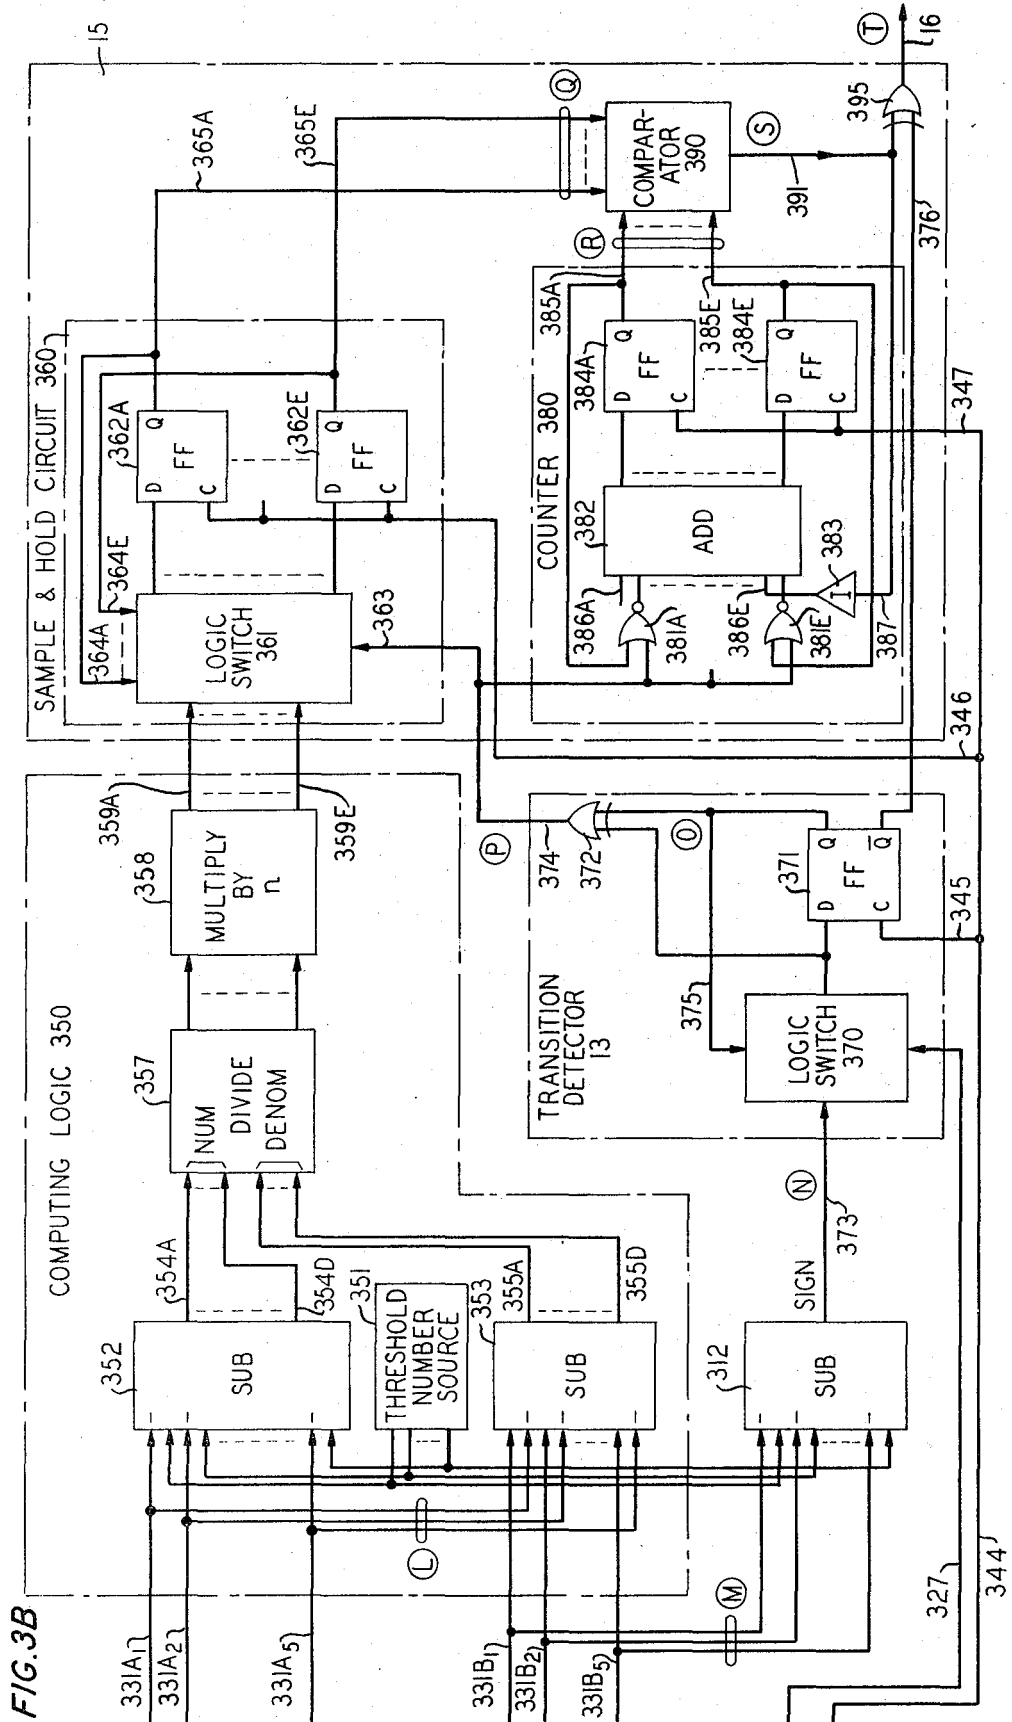 FIG.3B
COMPUTING LOGIC 350
331A1
331A2
331A5
L
331B1
331B2
331B5
M
327
344
352
SUB
354A
354D
351
THRESHOLD
NUMBER
SOURCE
353
SUB
355A
355D
312
SUB
SIGN
N
373
357
NUM
DIVIDE
DENOM
358
MULTIPLY
BY
n
359A
359E
TRANSITION
DETECTOR
13
LOGIC
SWITCH
370
375
371
D
Q
FF
C
Q̄
345
O
372
374
P
346
347
15
SAMPLE & HOLD CIRCUIT 360
LOGIC
SWITCH
361
363
364A
364E
362A
D
Q
FF
C
362E
D
Q
FF
C
365A
365E
Q
COUNTER 380
386A
381A
386E
381E
383
I
387
382
ADD
384A
D
Q
FF
C
384E
D
Q
FF
C
385A
385E
R
COMPAR-
ATOR
390
S
391
376
395
T
16